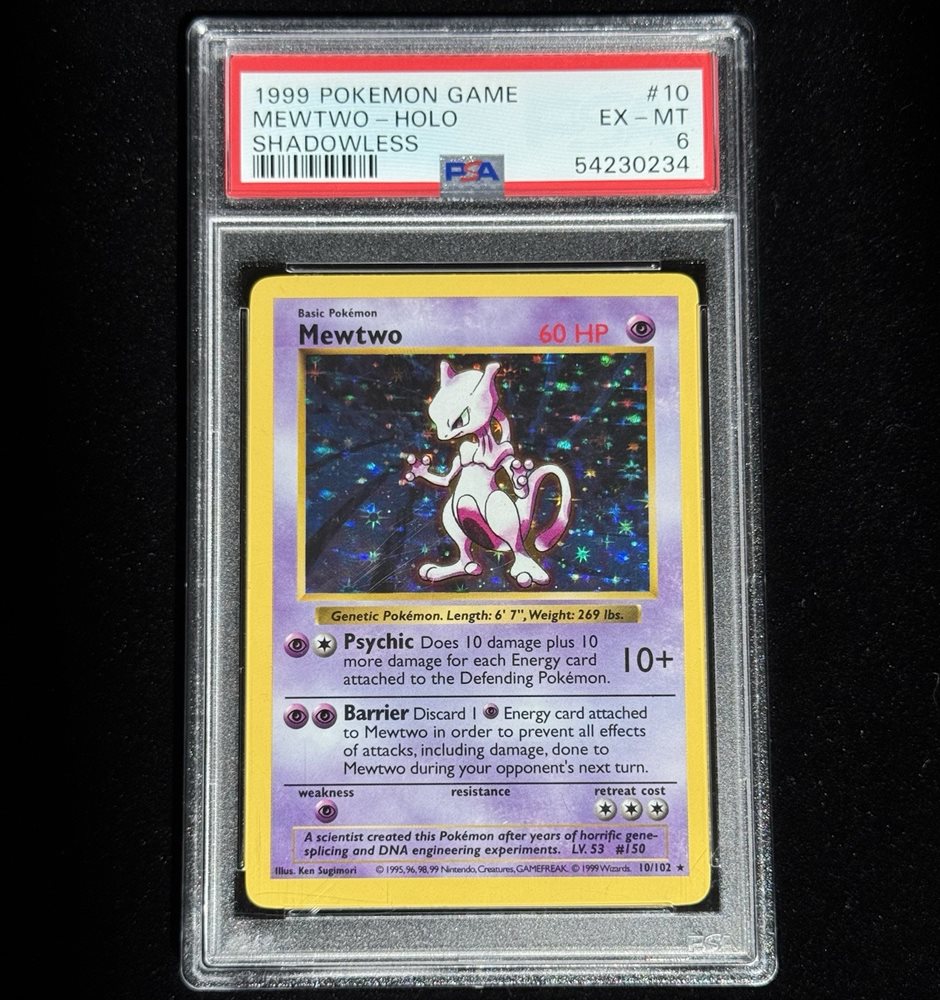 1999 POKEMON GAME #10
MEWTWO – HOLO EX – MT
SHADOWLESS 6
PSA 54230234
Basic Pokémon
Mewtwo 60 HP
Genetic Pokémon. Length: 6' 7", Weight: 269 lbs.
Psychic Does 10 damage plus 10
more damage for each Energy card
attached to the Defending Pokémon.
10+
Barrier Discard 1 Energy card attached
to Mewtwo in order to prevent all effects
of attacks, including damage, done to
Mewtwo during your opponent's next turn.
weakness resistance retreat cost
A scientist created this Pokémon after years of horrific gene-
splicing and DNA engineering experiments. LV. 53 #150
Illus. Ken Sugimori © 1995, 96, 98, 99 Nintendo, Creatures, GAMEFREAK. © 1999 Wizards. 10/102 ★
PSA